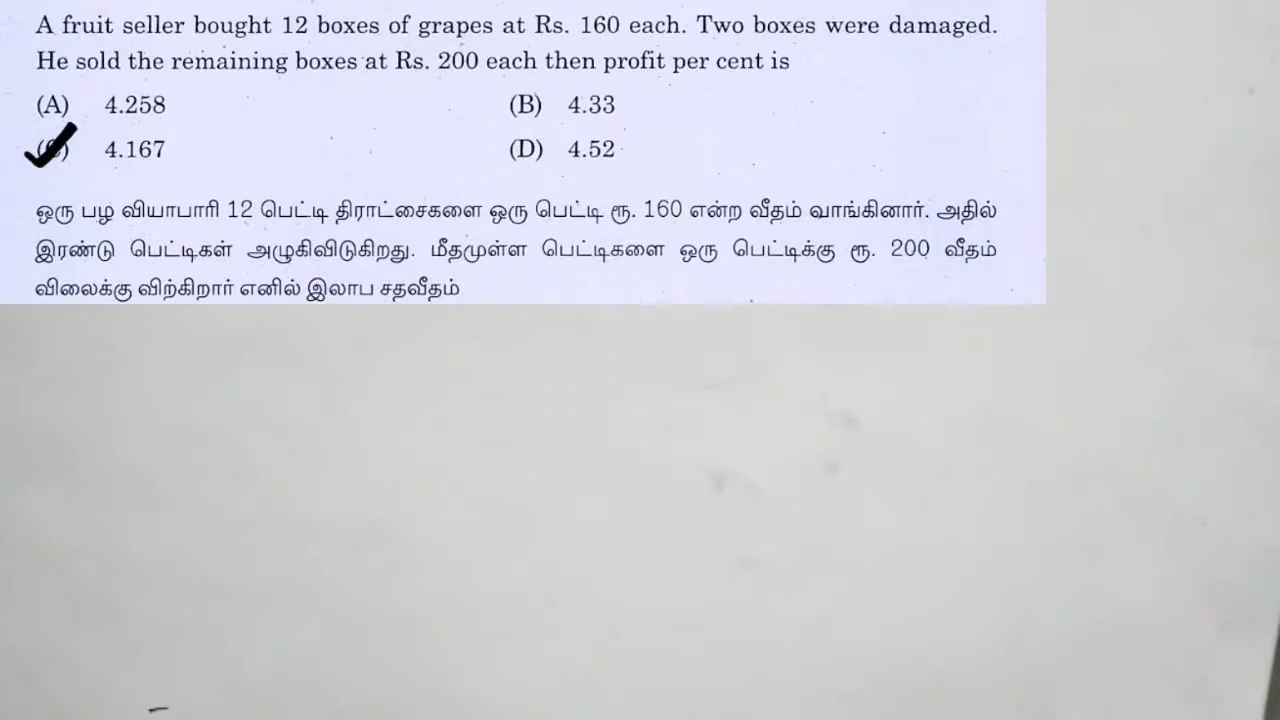 A fruit seller bought 12 boxes of grapes at Rs. 160 each. Two boxes were damaged.
He sold the remaining boxes at Rs. 200 each then profit per cent is
(A) 4.258 (B) 4.33
(C) 4.167 (D) 4.52
ஒரு பழ வியாபாரி 12 பெட்டி திராட்சைகளை ஒரு பெட்டி ரூ. 160 என்ற வீதம் வாங்கினார். அதில்
இரண்டு பெட்டிகள் அழுகிவிடுகிறது. மீதமுள்ள பெட்டிகளை ஒரு பெட்டிக்கு ரூ. 200 வீதம்
விலைக்கு விற்கிறார் எனில் இலாப சதவீதம்